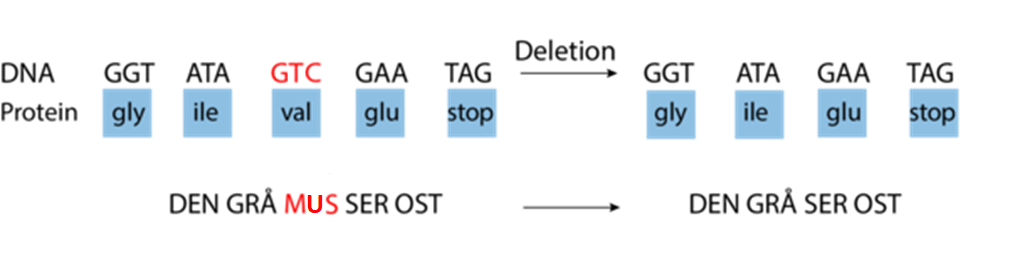 Deletion
DNA GGT ATA GTC GAA TAG GGT ATA GAA TAG
Protein gly ile val glu stop gly ile glu stop
DEN GRÅ MUS SER OST DEN GRÅ SER OST